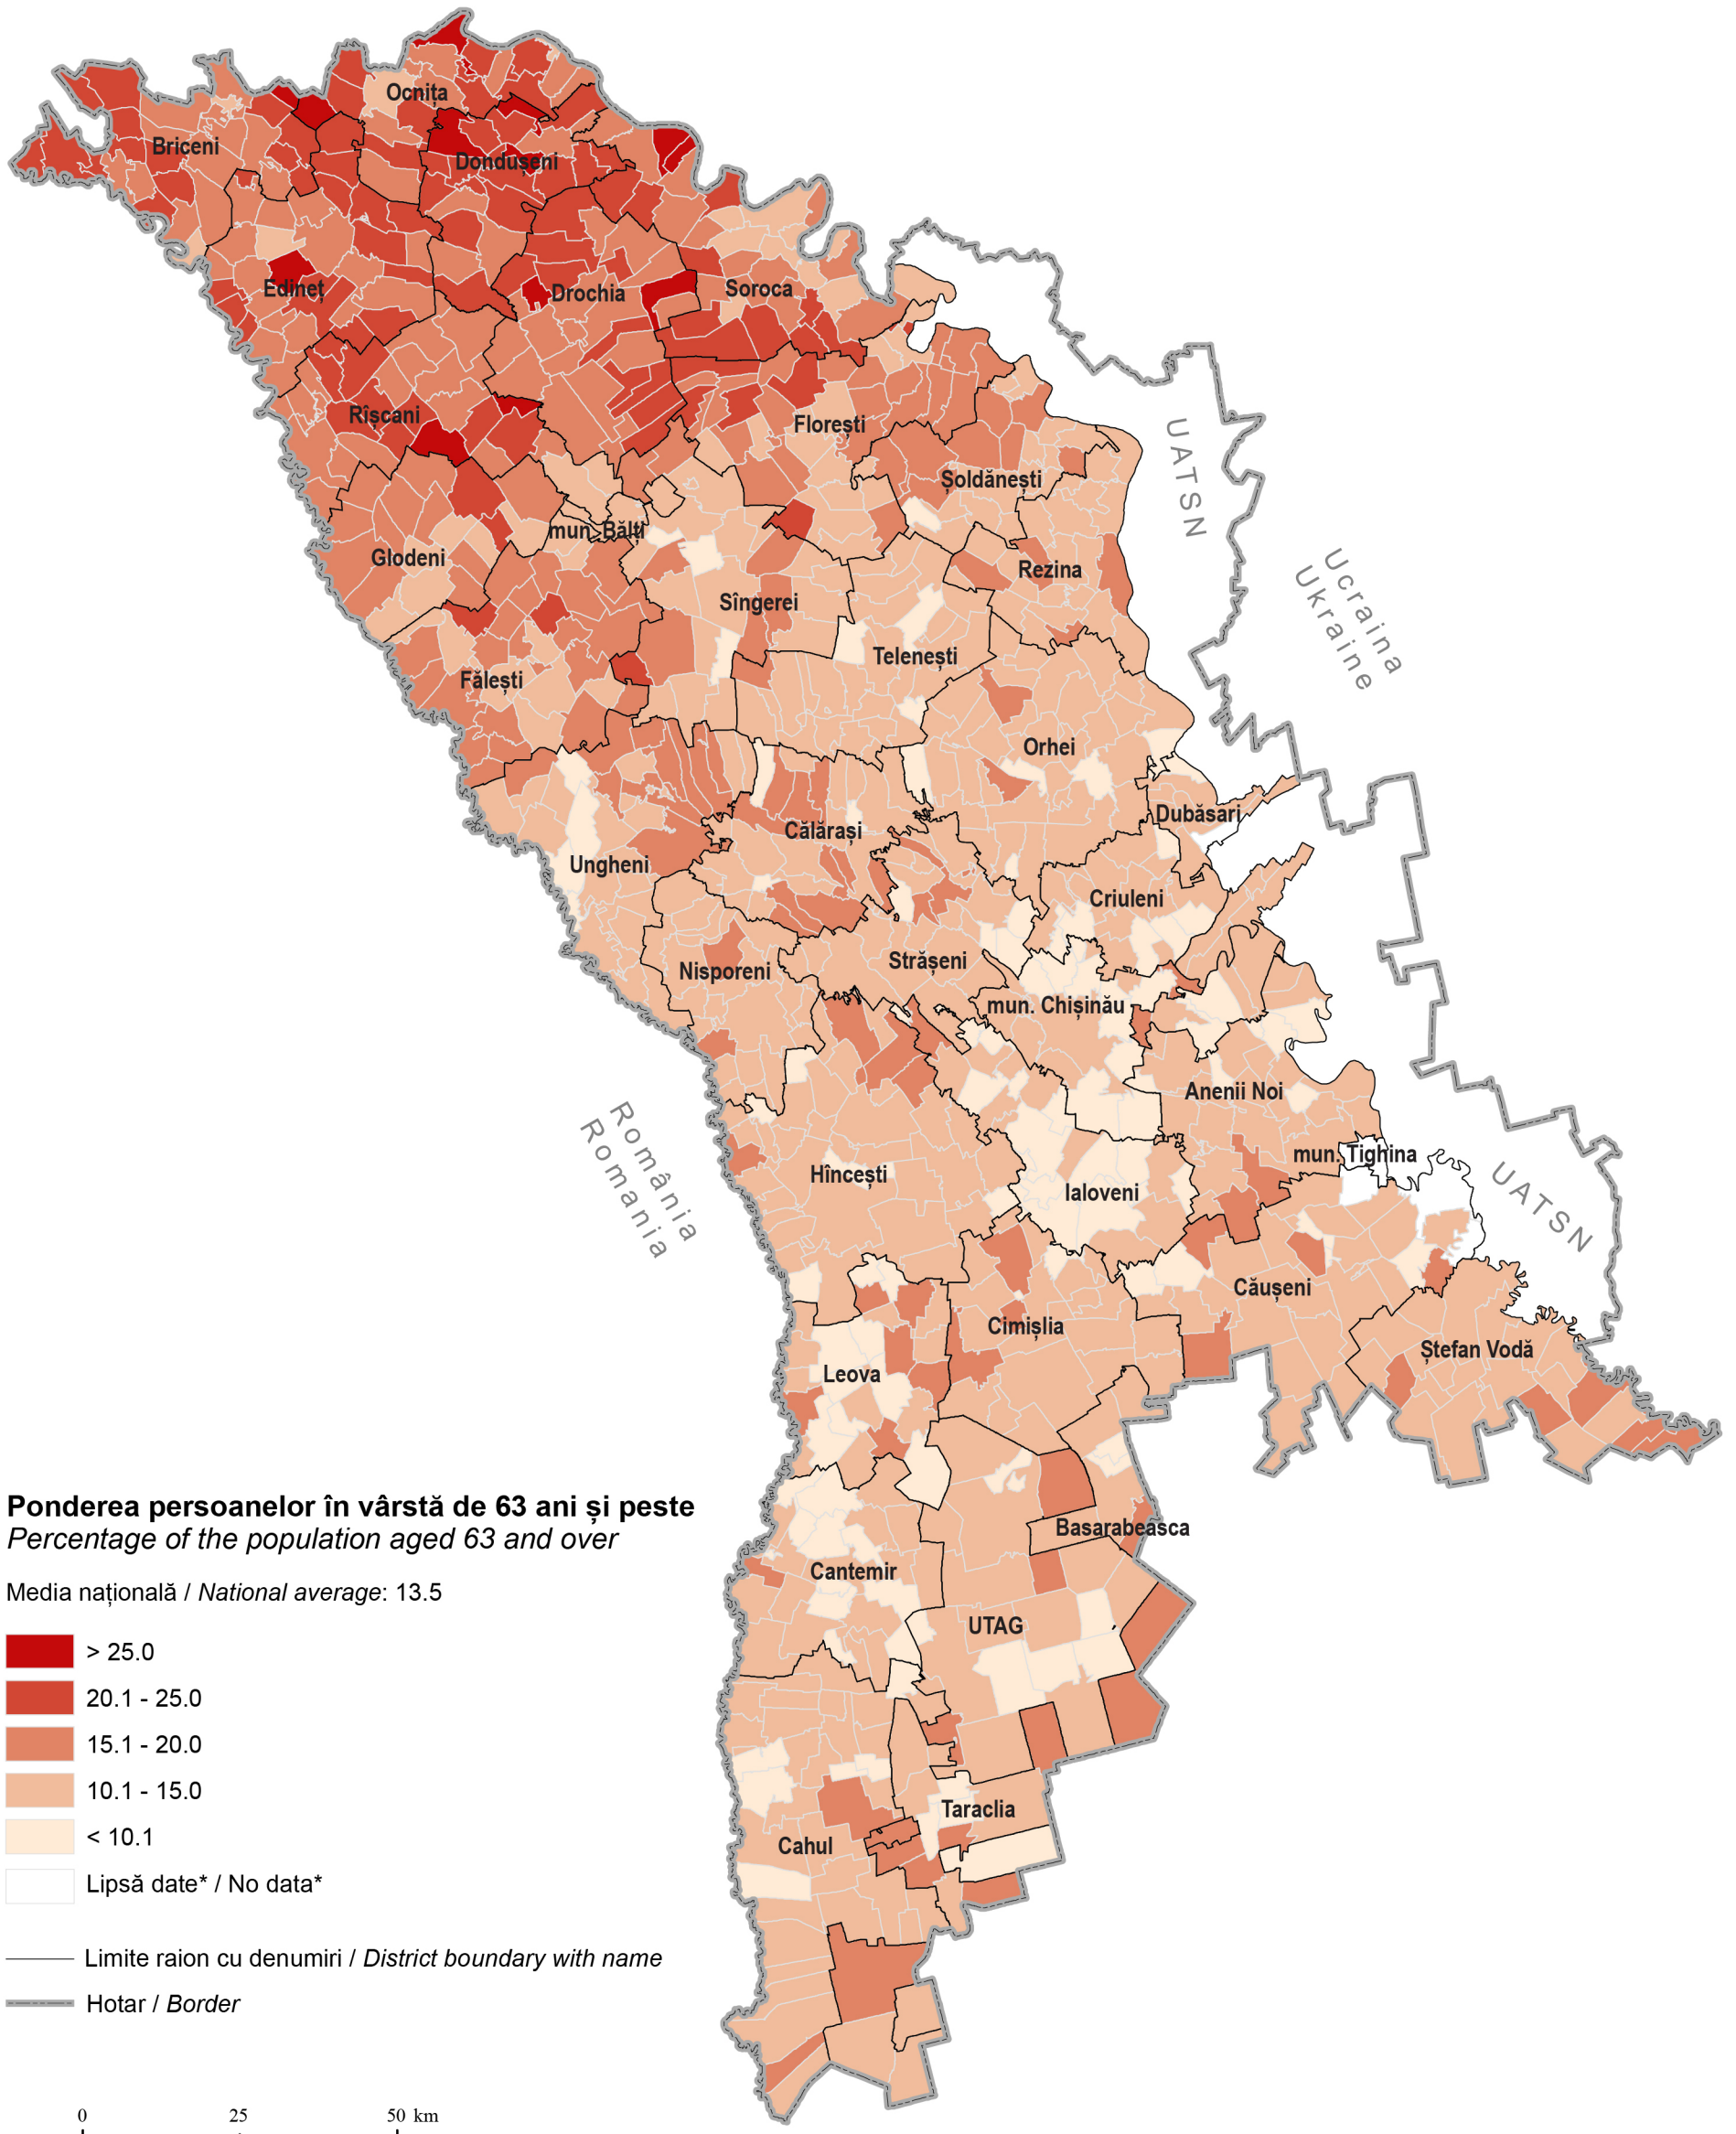 Ocnița
Briceni
Dondușeni
Edineț
Drochia
Soroca
Rîșcani
Florești
Șoldănești
UATSN
mun. Bălți
Glodeni
Rezina
Ucraina
Ukraine
Sîngerei
Telenești
Fălești
Orhei
Dubăsari
Călărași
Ungheni
Criuleni
Strășeni
Nisporeni
mun. Chișinău
Anenii Noi
România
Romania
mun. Tighina
Hîncești
Ialoveni
UATSN
Căușeni
Cimișlia
Ștefan Vodă
Leova
Basarabeasca
Cantemir
UTAG
Taraclia
Cahul
Ponderea persoanelor în vârstă de 63 ani și peste
Percentage of the population aged 63 and over
Media națională / National average: 13.5
> 25.0
20.1 - 25.0
15.1 - 20.0
10.1 - 15.0
< 10.1
Lipsă date* / No data*
Limite raion cu denumiri / District boundary with name
Hotar / Border
0 25 50 km